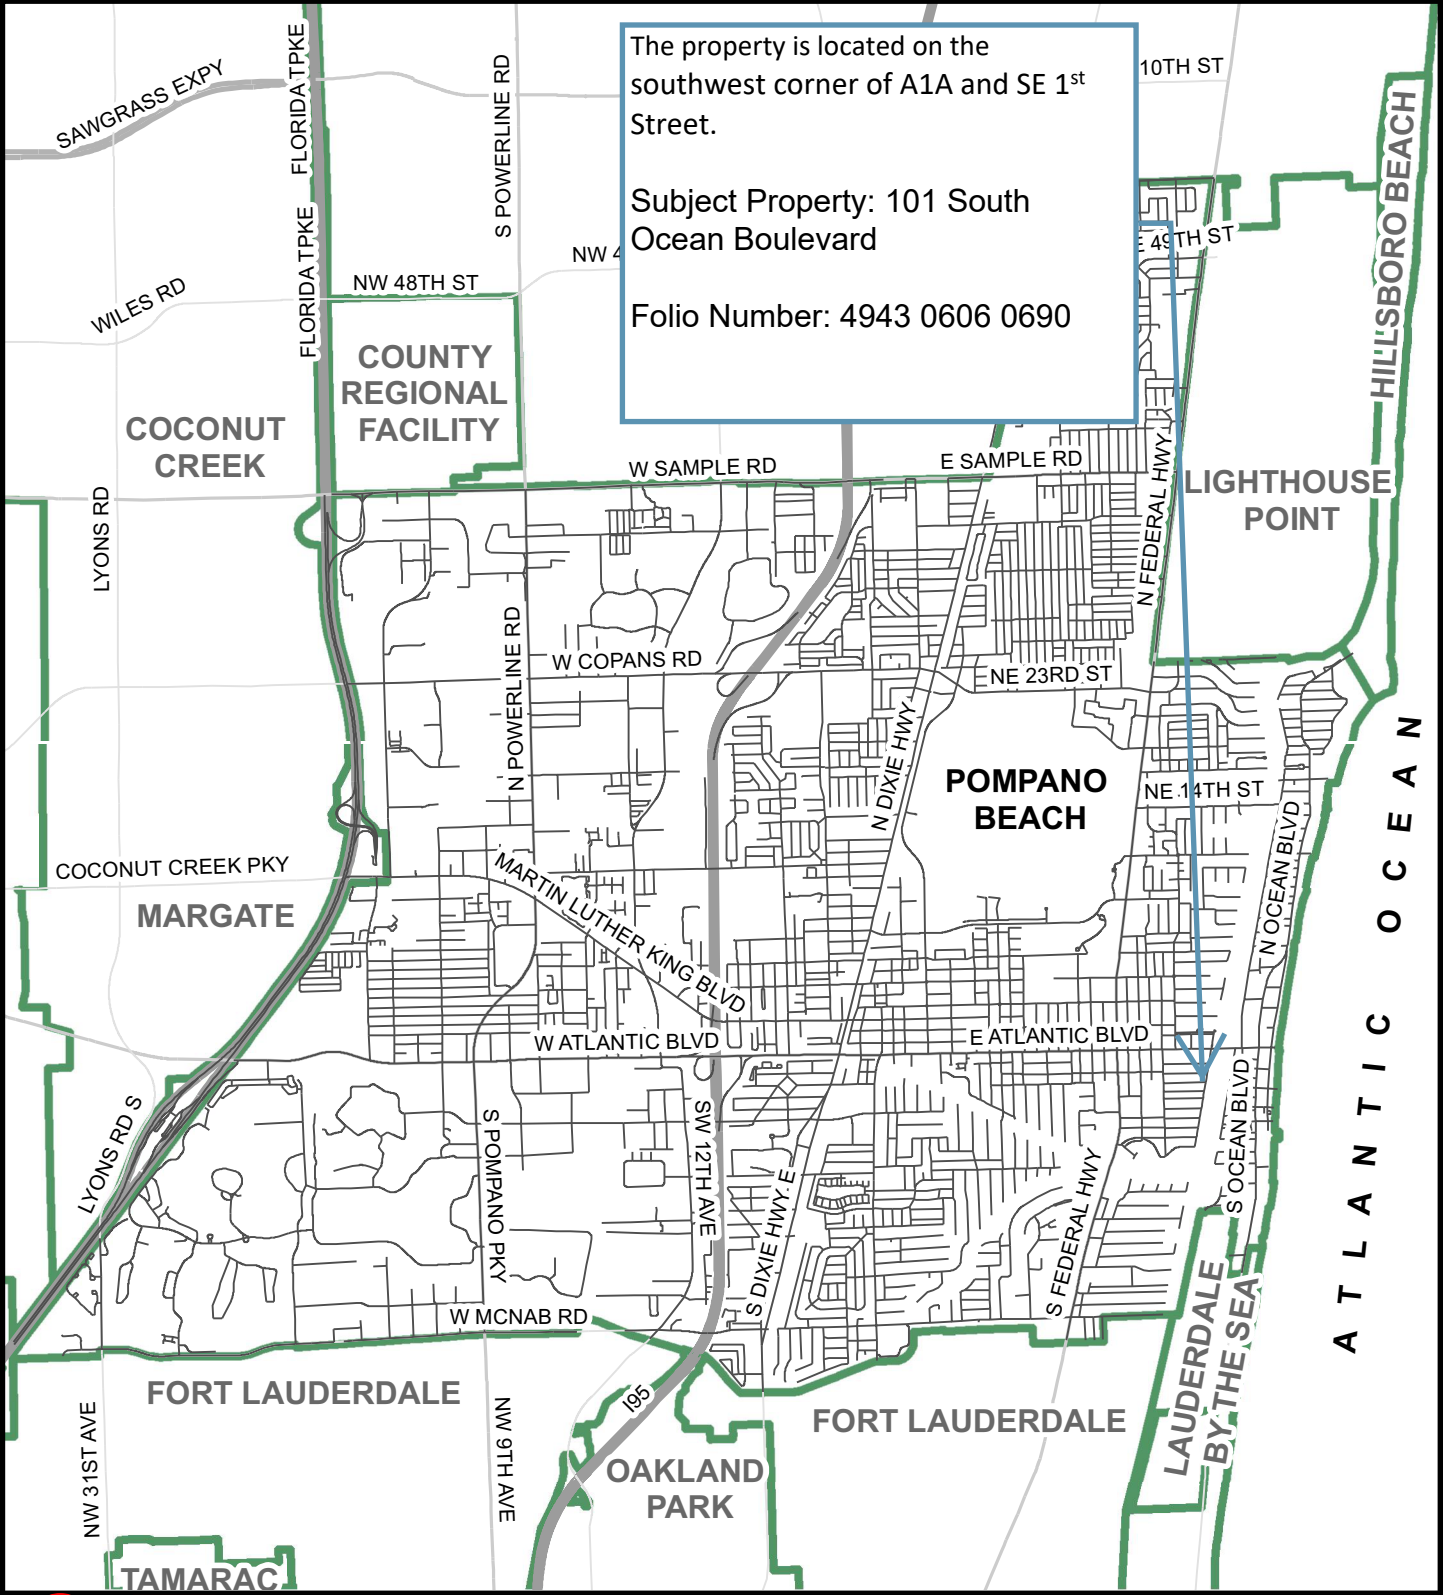 The property is located on the
southwest corner of A1A and SE 1st
Street.
Subject Property: 101 South
Ocean Boulevard
Folio Number: 4943 0606 0690
SAWGRASS EXPY
FLORIDA TPKE
S POWERLINE RD
10TH ST
HILLSBORO BEACH
FLORIDA TPKE
NW 4
E 49TH ST
NW 48TH ST
WILES RD
COUNTY
REGIONAL
FACILITY
COCONUT
CREEK
W SAMPLE RD
E SAMPLE RD
N FEDERAL HWY
LIGHTHOUSE
POINT
LYONS RD
N POWERLINE RD
W COPANS RD
NE 23RD ST
N DIXIE HWY
POMPANO
BEACH
NE 14TH ST
N OCEAN BLVD
ATLANTIC OCEAN
COCONUT CREEK PKY
MARGATE
MARTIN LUTHER KING BLVD
W ATLANTIC BLVD
E ATLANTIC BLVD
LYONS RD S
S POMPANO PKY
SW 12TH AVE
S DIXIE HWY E
S FEDERAL HWY
S OCEAN BLVD
W MCNAB RD
LAUDERDALE
BY THE SEA
FORT LAUDERDALE
I95
FORT LAUDERDALE
NW 31ST AVE
NW 9TH AVE
OAKLAND
PARK
TAMARAC